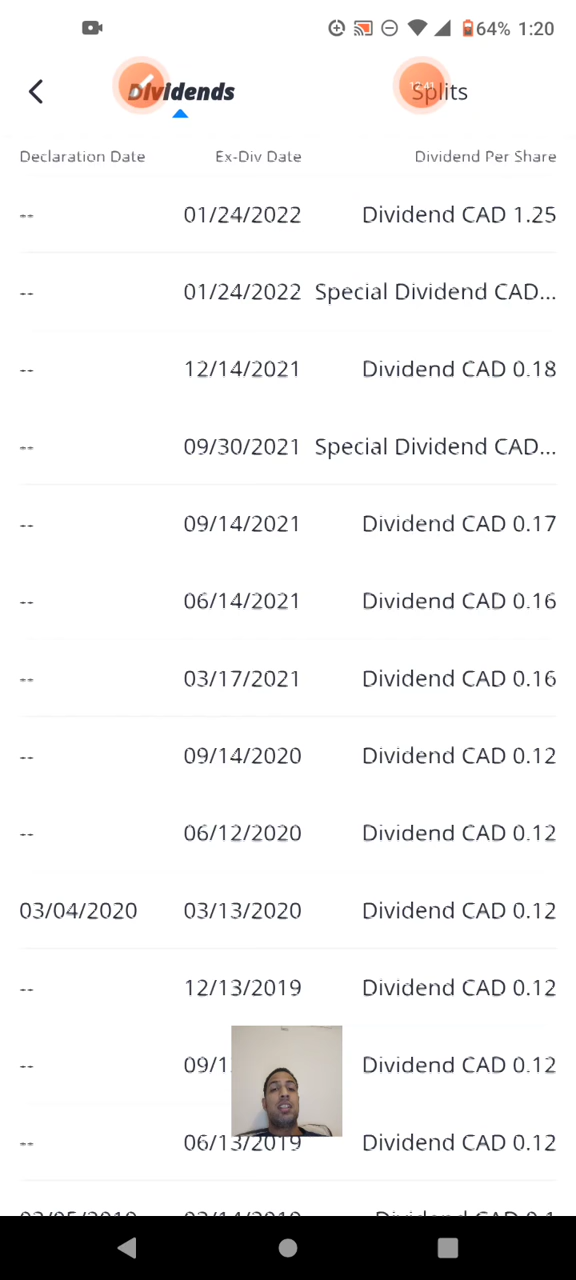 64% 1:20
Dividends Splits
Declaration Date Ex-Div Date Dividend Per Share
-- 01/24/2022 Dividend CAD 1.25
-- 01/24/2022 Special Dividend CAD...
-- 12/14/2021 Dividend CAD 0.18
-- 09/30/2021 Special Dividend CAD...
-- 09/14/2021 Dividend CAD 0.17
-- 06/14/2021 Dividend CAD 0.16
-- 03/17/2021 Dividend CAD 0.16
-- 09/14/2020 Dividend CAD 0.12
-- 06/12/2020 Dividend CAD 0.12
03/04/2020 03/13/2020 Dividend CAD 0.12
-- 12/13/2019 Dividend CAD 0.12
-- 09/1 Dividend CAD 0.12
-- 06/13/2019 Dividend CAD 0.12